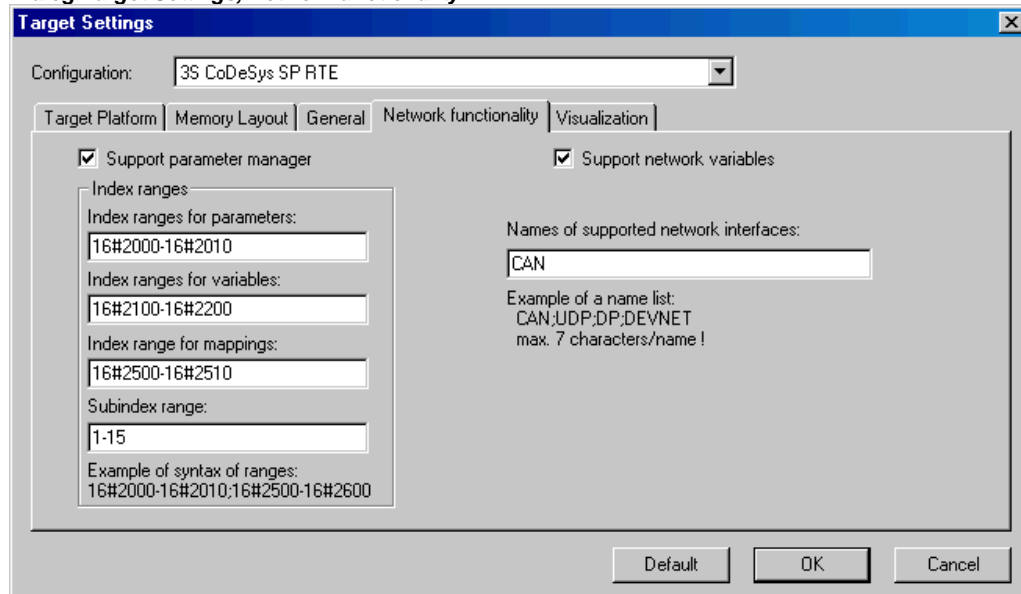 Target Settings
Configuration: 3S CoDeSys SP RTE
Target Platform Memory Layout General Network functionality Visualization
Support parameter manager
Support network variables
Index ranges
Index ranges for parameters:
16#2000-16#2010
Index ranges for variables:
16#2100-16#2200
Index range for mappings:
16#2500-16#2510
Subindex range:
1-15
Example of syntax of ranges:
16#2000-16#2010;16#2500-16#2600
Names of supported network interfaces:
CAN
Example of a name list:
CAN;UDP;DP;DEVNET
max. 7 characters/name !
Default OK Cancel